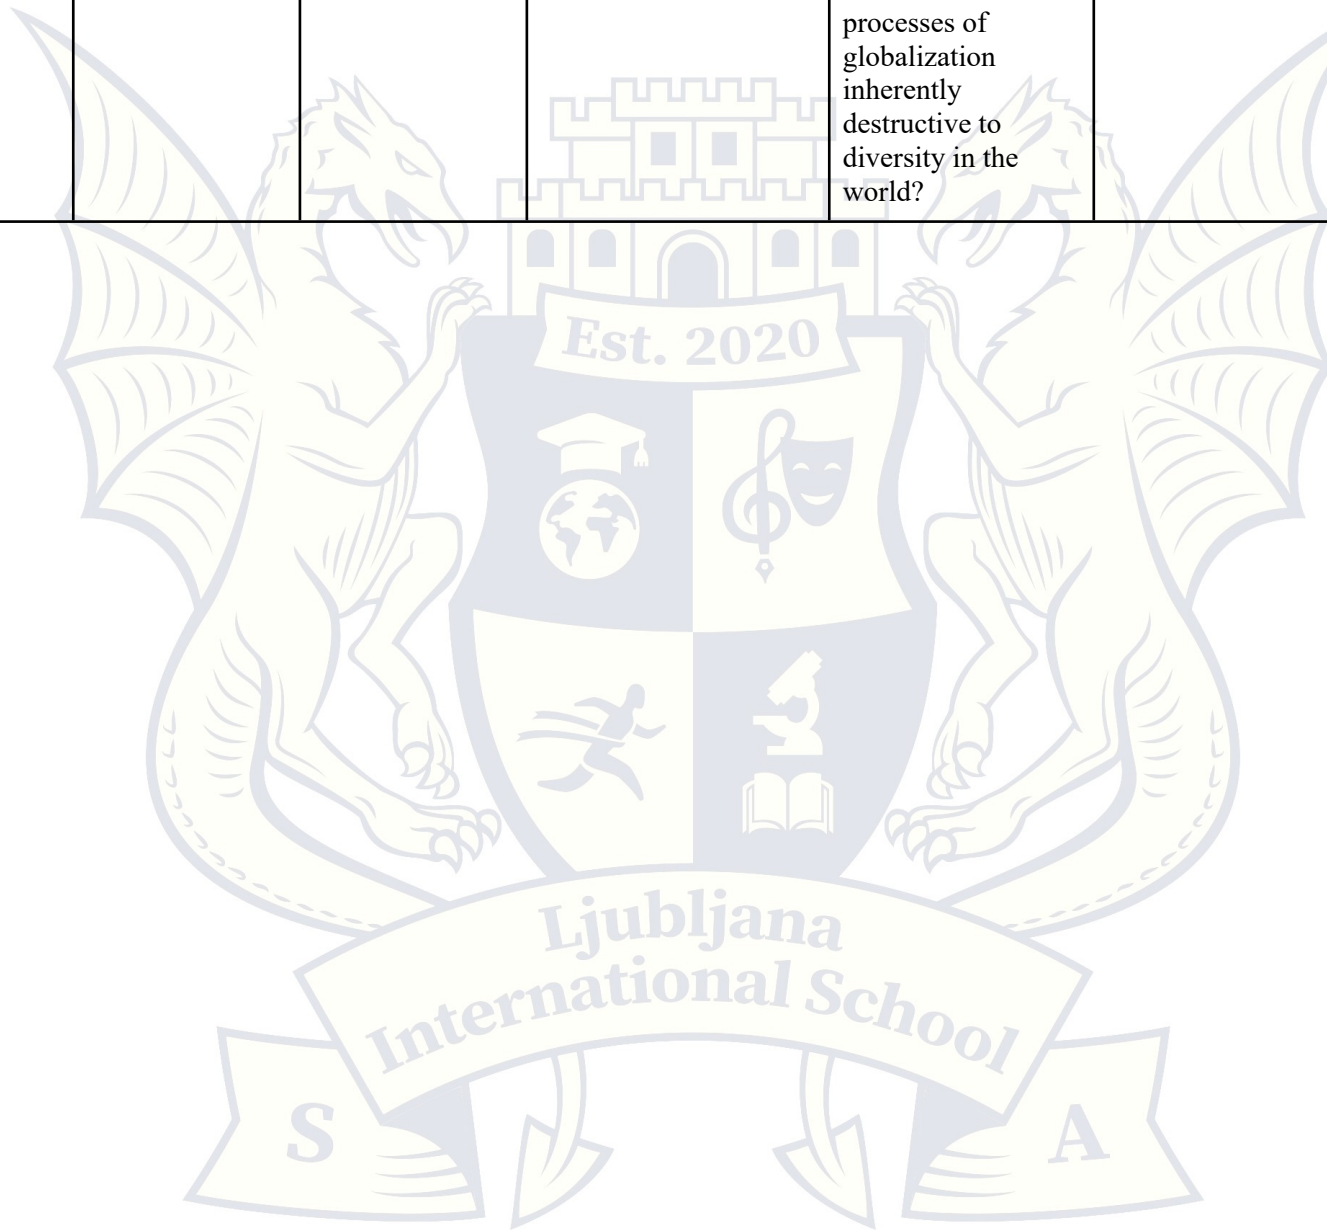 processes of
globalization
inherently
destructive to
diversity in the
world?
Est. 2020
Ljubljana
International School
S
A